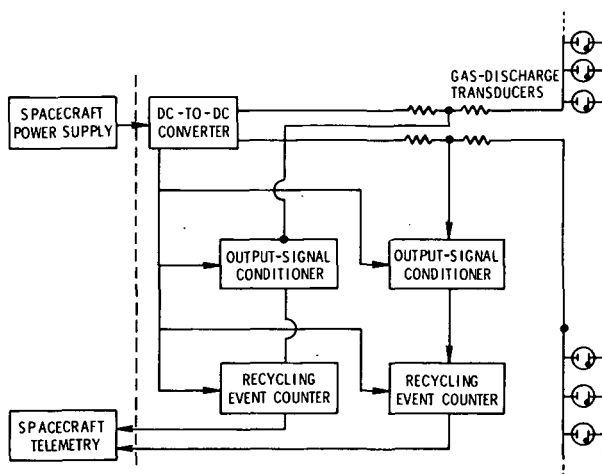 GAS-DISCHARGE
TRANSDUCERS
SPACECRAFT
POWER SUPPLY
DC-TO-DC
CONVERTER
OUTPUT-SIGNAL
CONDITIONER
OUTPUT-SIGNAL
CONDITIONER
RECYCLING
EVENT COUNTER
RECYCLING
EVENT COUNTER
SPACECRAFT
TELEMETRY